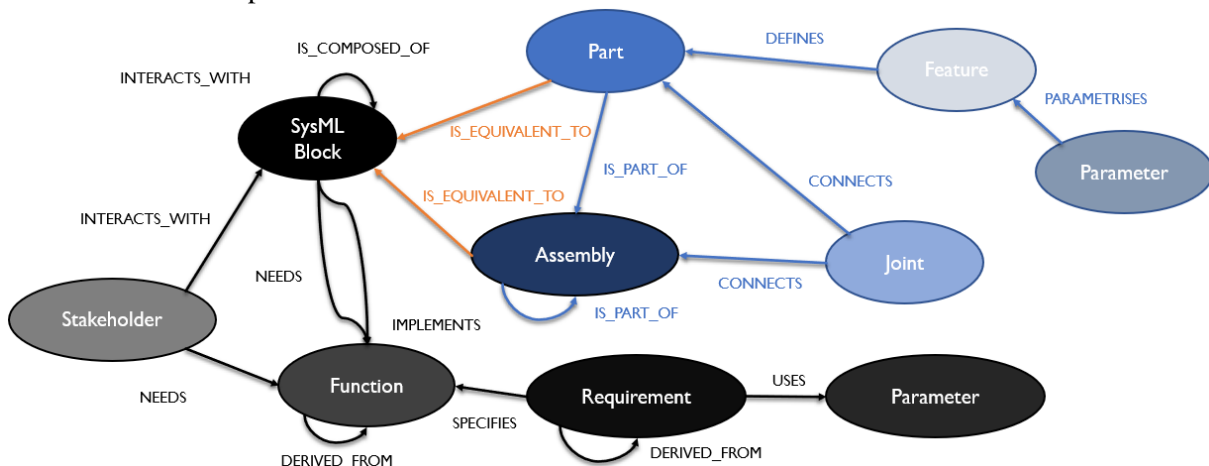 IS_COMPOSED_OF
INTERACTS_WITH
SysML
Block
Part
DEFINES
Feature
PARAMETRISES
Parameter
IS_EQUIVALENT_TO
IS_PART_OF
CONNECTS
IS_EQUIVALENT_TO
INTERACTS_WITH
Assembly
Joint
NEEDS
CONNECTS
Stakeholder
IS_PART_OF
IMPLEMENTS
Function
Requirement
USES
Parameter
NEEDS
SPECIFIES
DERIVED_FROM
DERIVED_FROM